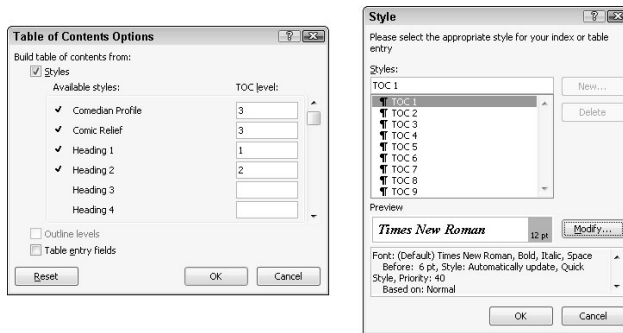 Table of Contents Options
Build table of contents from:
Styles
Available styles: TOC level:
Comedian Profile 3
Comic Relief 3
Heading 1 1
Heading 2 2
Heading 3
Heading 4
Outline levels
Table entry fields
Reset OK Cancel
Style
Please select the appropriate style for your index or table
entry
Styles:
TOC 1 New...
TOC 1 Delete
TOC 2
TOC 3
TOC 4
TOC 5
TOC 6
TOC 7
TOC 8
TOC 9
Preview
Times New Roman 12 pt Modify...
Font: (Default) Times New Roman, Bold, Italic, Space
Before: 6 pt, Style: Automatically update, Quick
Style, Priority: 40
Based on: Normal
OK Cancel